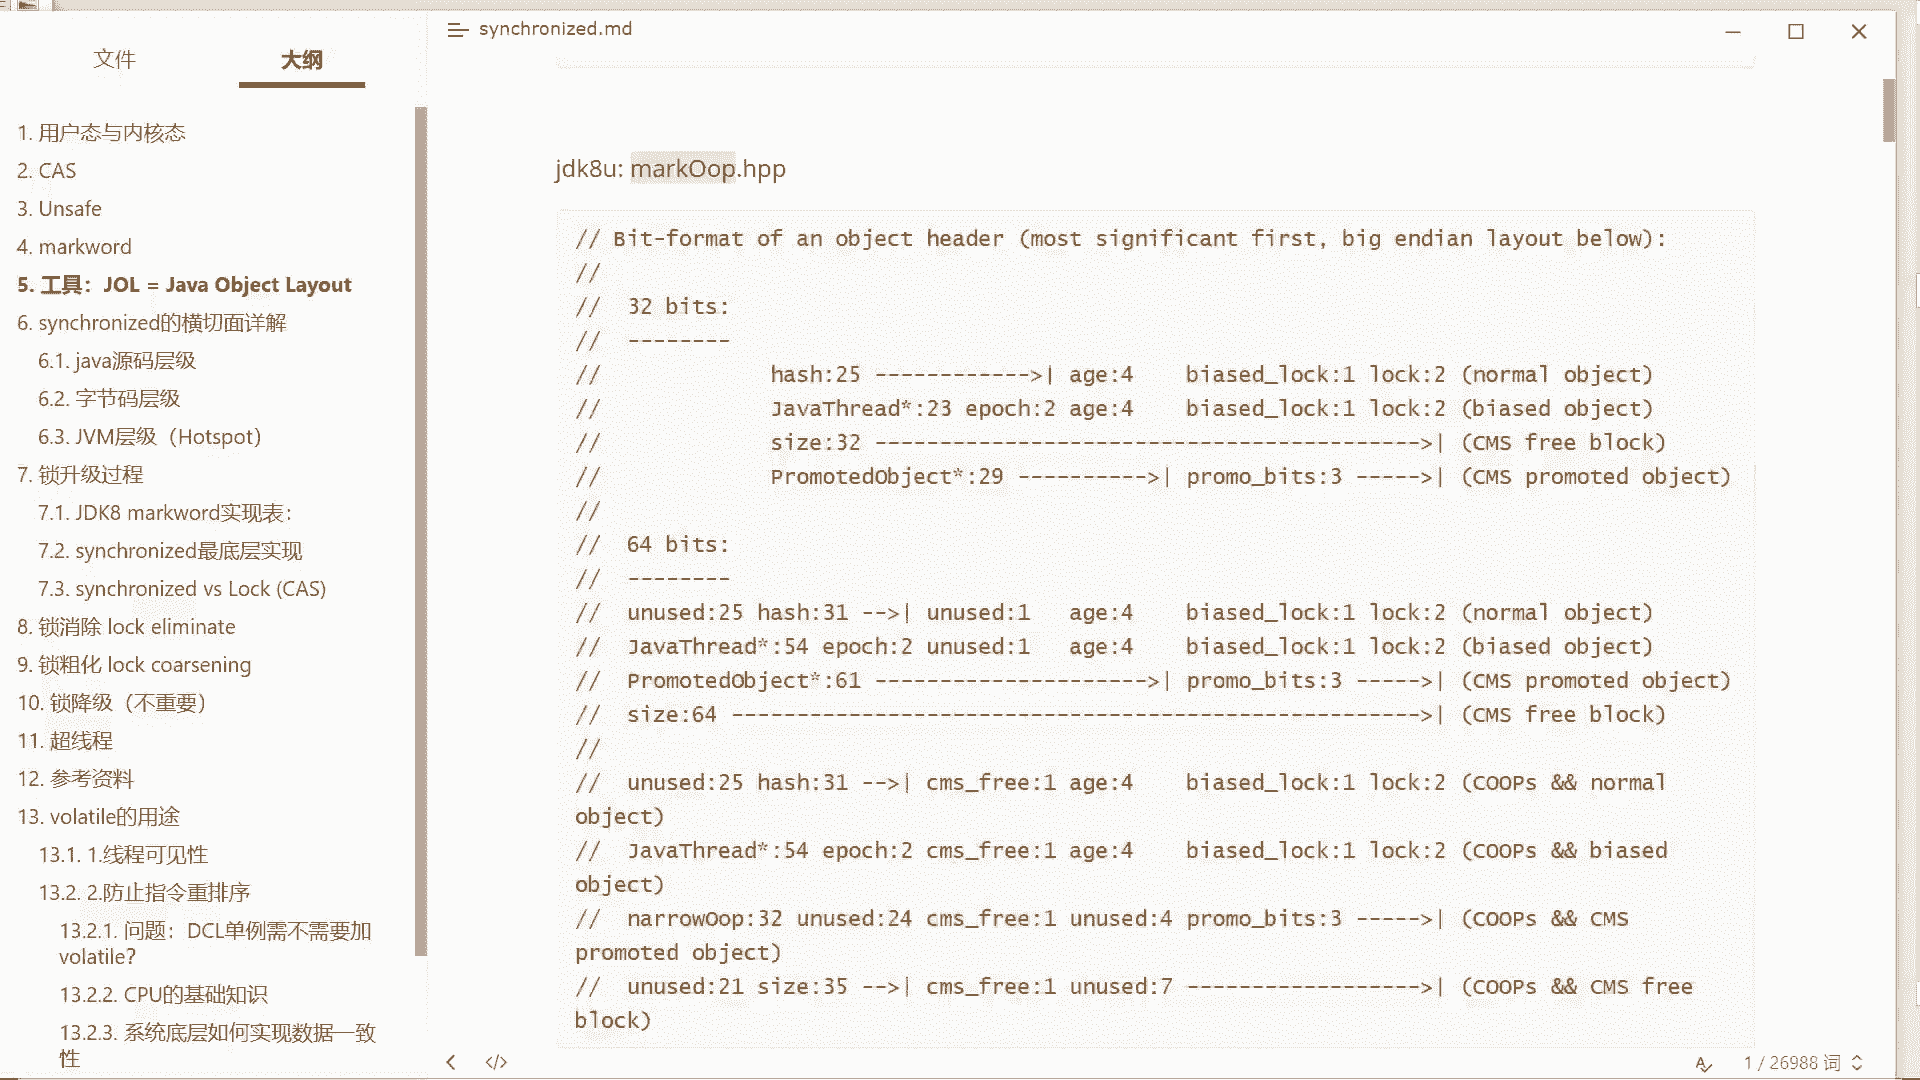 文件
大纲
1. 用户态与内核态
2. CAS
3. Unsafe
4. markword
5. 工具：JOL = Java Object Layout
6. synchronized的横切面详解
6.1. java源码层级
6.2. 字节码层级
6.3. JVM层级（Hotspot）
7. 锁升级过程
7.1. JDK8 markword实现表：
7.2. synchronized最底层实现
7.3. synchronized vs Lock (CAS)
8. 锁消除 lock eliminate
9. 锁粗化 lock coarsening
10. 锁降级（不重要）
11. 超线程
12. 参考资料
13. volatile的用途
13.1. 1.线程可见性
13.2. 2.防止指令重排序
13.2.1. 问题：DCL单例需不需要加
volatile?
13.2.2. CPU的基础知识
13.2.3. 系统底层如何实现数据一致
性
synchronized.md
jdk8u: markOop.hpp
// Bit-format of an object header (most significant first, big endian layout below):
//
//  32 bits:
//  --------
//             hash:25 ------------>| age:4    biased_lock:1 lock:2 (normal object)
//             JavaThread*:23 epoch:2 age:4    biased_lock:1 lock:2 (biased object)
//             size:32 ------------------------------------------>| (CMS free block)
//             PromotedObject*:29 ---------->| promo_bits:3 ----->| (CMS promoted object)
//
//  64 bits:
//  --------
//  unused:25 hash:31 -->| unused:1   age:4    biased_lock:1 lock:2 (normal object)
//  JavaThread*:54 epoch:2 unused:1   age:4    biased_lock:1 lock:2 (biased object)
//  PromotedObject*:61 --------------------->| promo_bits:3 ----->| (CMS promoted object)
//  size:64 ----------------------------------------------------->| (CMS free block)
//
//  unused:25 hash:31 -->| cms_free:1 age:4    biased_lock:1 lock:2 (COOPs && normal
object)
//  JavaThread*:54 epoch:2 cms_free:1 age:4    biased_lock:1 lock:2 (COOPs && biased
object)
//  narrowOop:32 unused:24 cms_free:1 unused:4 promo_bits:3 ----->| (COOPs && CMS
promoted object)
//  unused:21 size:35 -->| cms_free:1 unused:7 ------------------>| (COOPs && CMS free
block)
1 / 26988 词